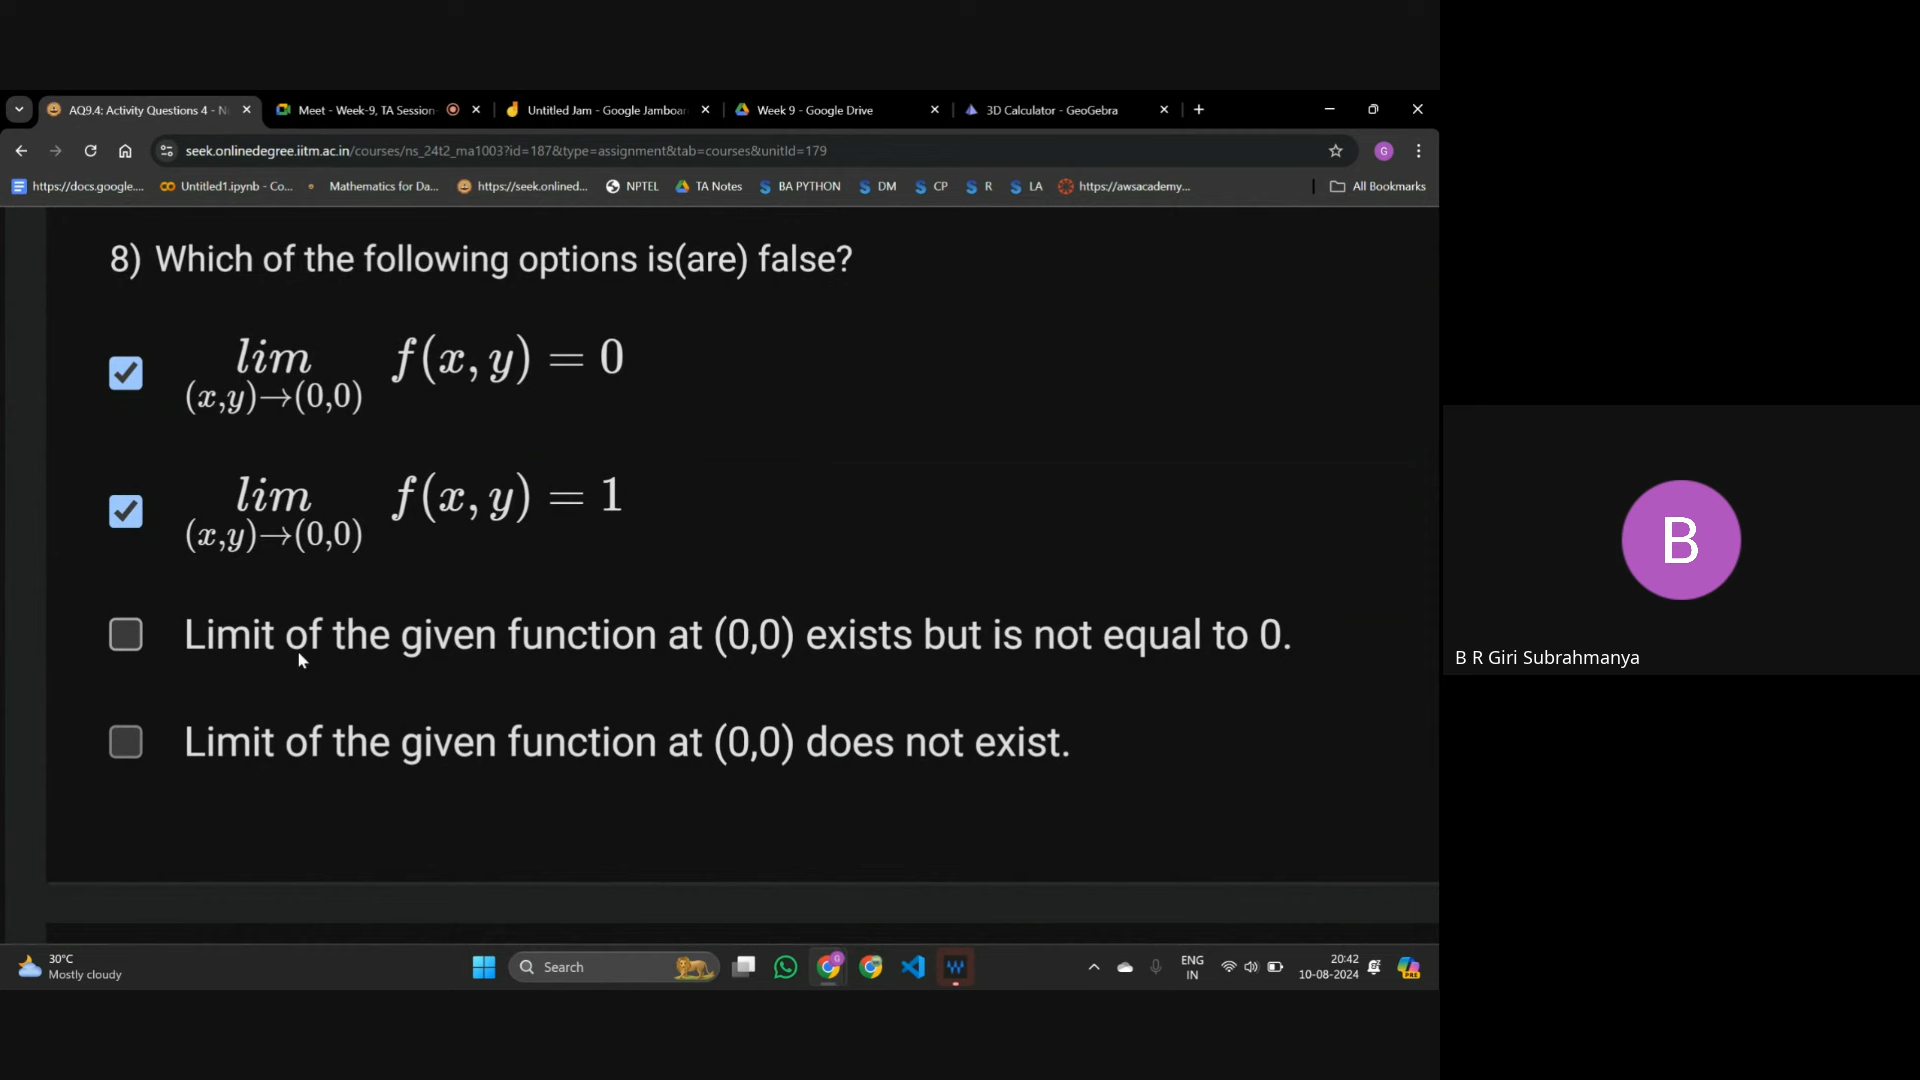 AQ9.4: Activity Questions 4 - N
Meet - Week-9, TA Session
Untitled Jam - Google Jamboar
Week 9 - Google Drive
3D Calculator - GeoGebra
seek.onlinedegree.iitm.ac.in/courses/ns_24t2_ma1003?id=187&type=assignment&tab=courses&unitId=179
G
https://docs.google....
Untitled1.ipynb - Co...
Mathematics for Da...
https://seek.onlined...
NPTEL
TA Notes
BA PYTHON
DM
CP
R
LA
https://awsacademy...
All Bookmarks
8) Which of the following options is(are) false?
lim f(x, y) = 0
(x,y)→(0,0)
lim f(x, y) = 1
(x,y)→(0,0)
Limit of the given function at (0,0) exists but is not equal to 0.
Limit of the given function at (0,0) does not exist.
B
B R Giri Subrahmanya
30°C
Mostly cloudy
Search
ENG
IN
20:42
10-08-2024
PRE